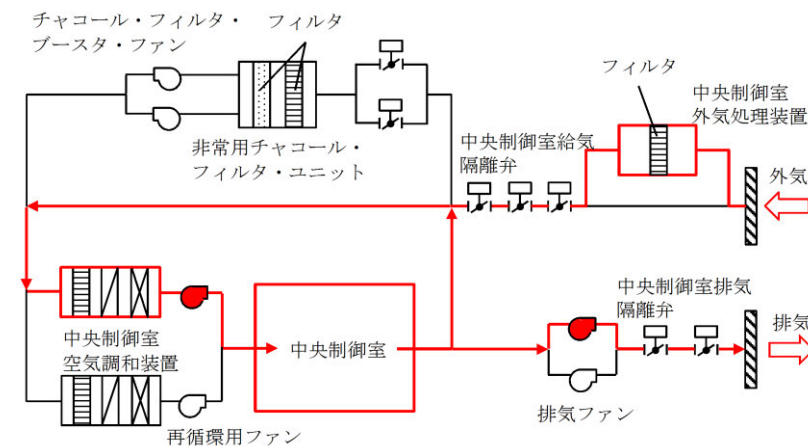 チャコール・フィルタ・
ブースタ・ファン
フィルタ
非常用チャコール・
フィルタ・ユニット
中央制御室給気
隔離弁
フィルタ
中央制御室
外気処理装置
外気
中央制御室
空気調和装置
再循環用ファン
中央制御室
排気ファン
中央制御室排気
隔離弁
排気